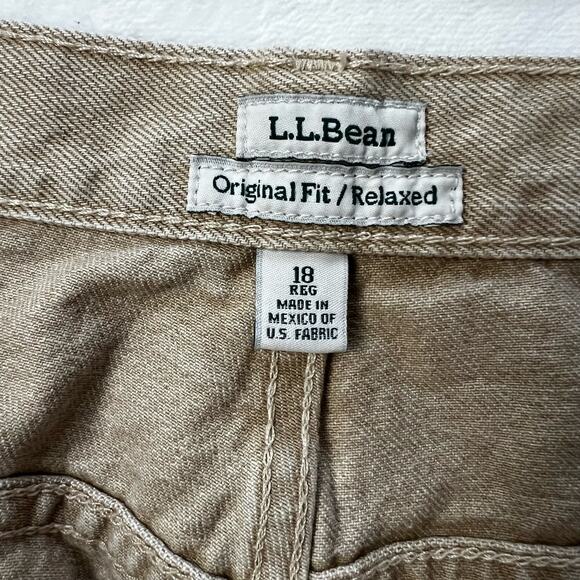 L.L.Bean
Original Fit / Relaxed
18
REG
MADE IN
MEXICO OF
U.S. FABRIC